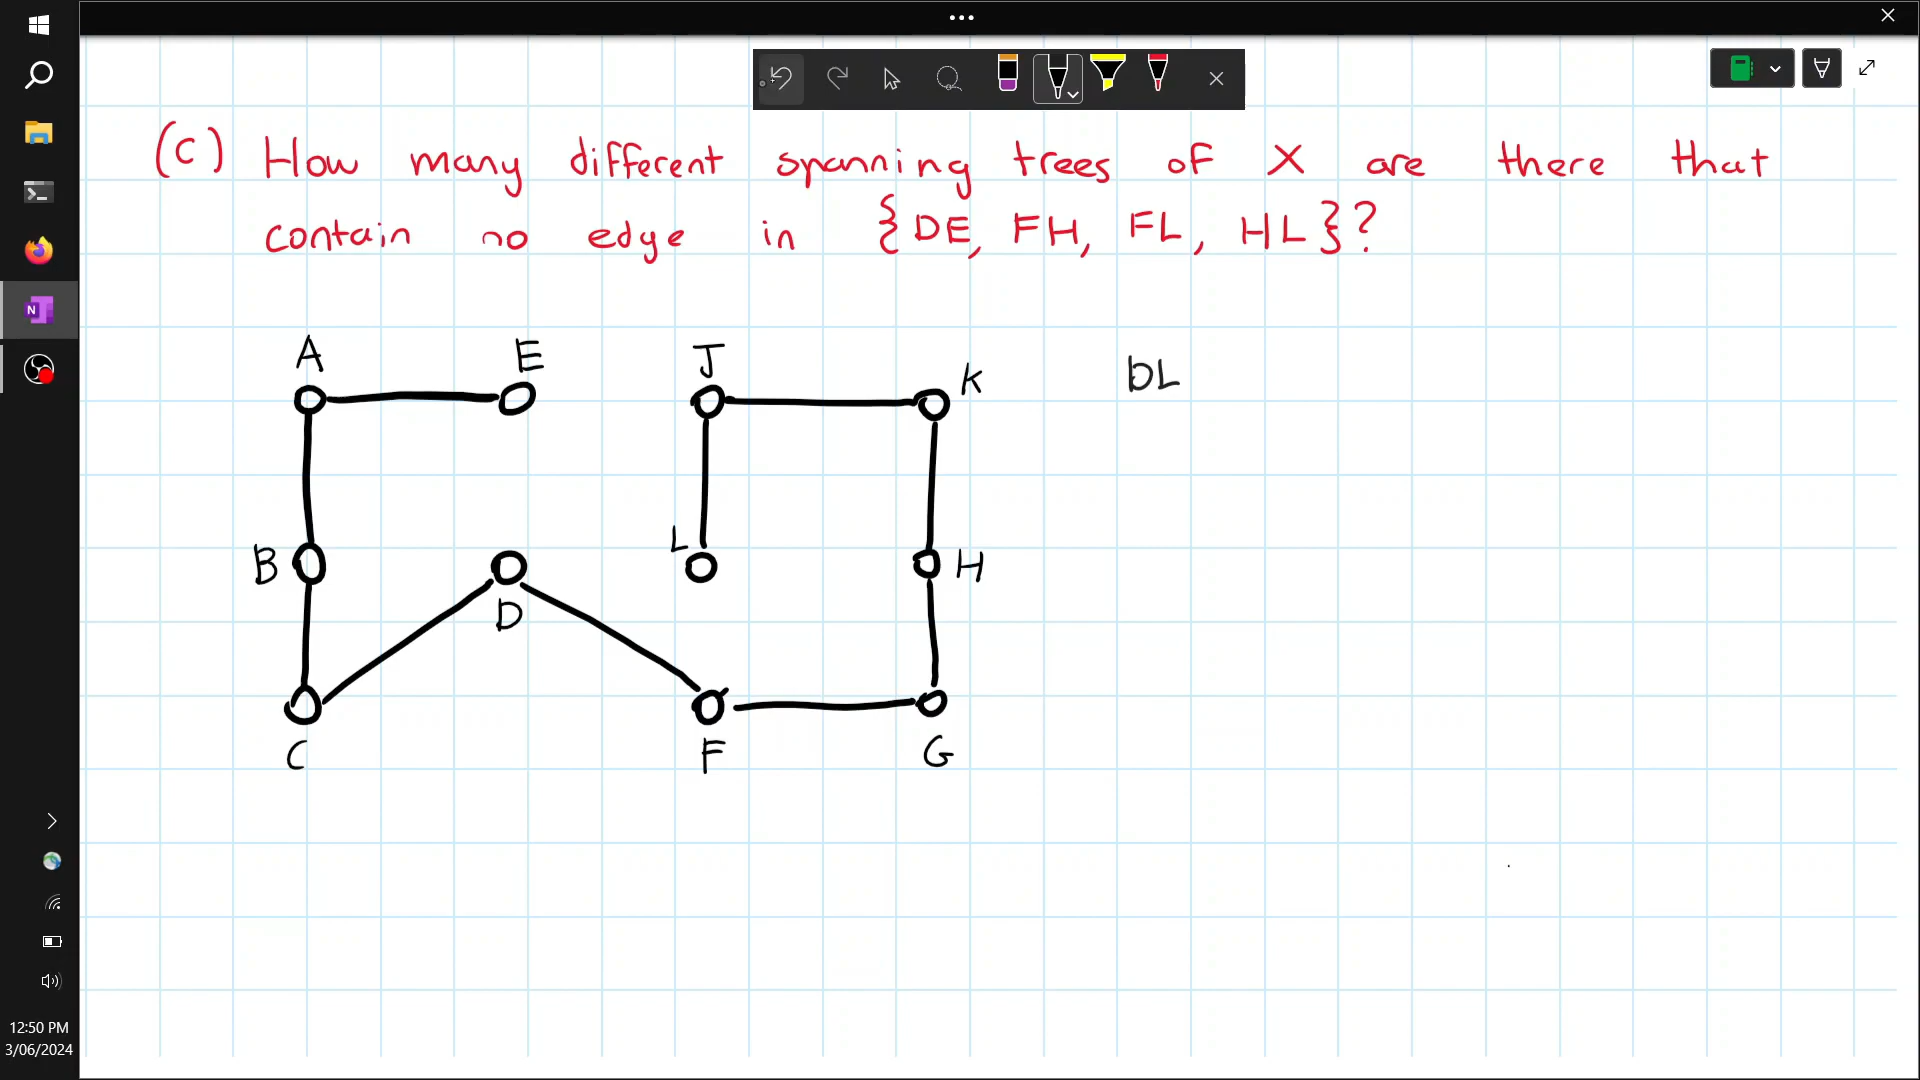 (c) How many different spanning trees of X are there that
contain no edge in {DE, FH, FL, HL}?
A E J K DL
B D L H
C F G
12:50 PM
3/06/2024